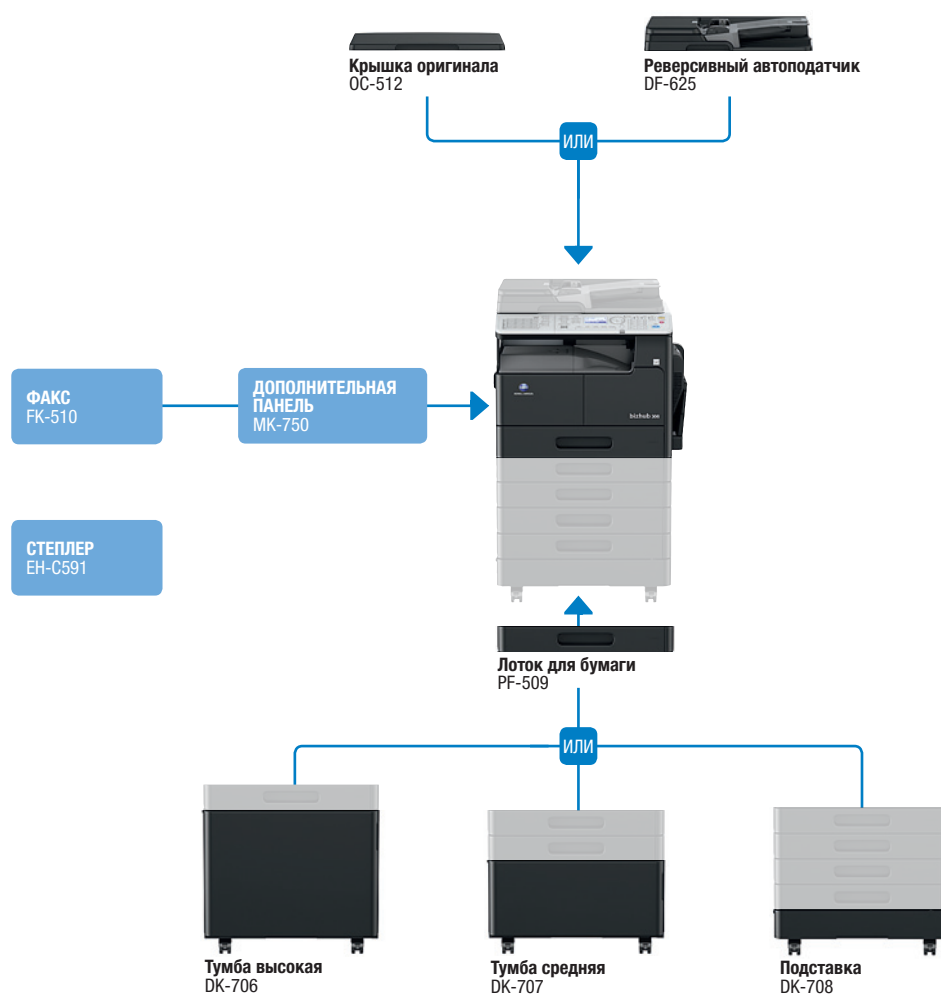 Крышка оригинала
OC-512
Реверсивный автоподатчик
DF-625
ИЛИ
ФАКС
FK-510
ДОПОЛНИТЕЛЬНАЯ
ПАНЕЛЬ
MK-750
bizhub
СТЕПЛЕР
EH-C591
Лоток для бумаги
PF-509
ИЛИ
Тумба высокая
DK-706
Тумба средняя
DK-707
Подставка
DK-708